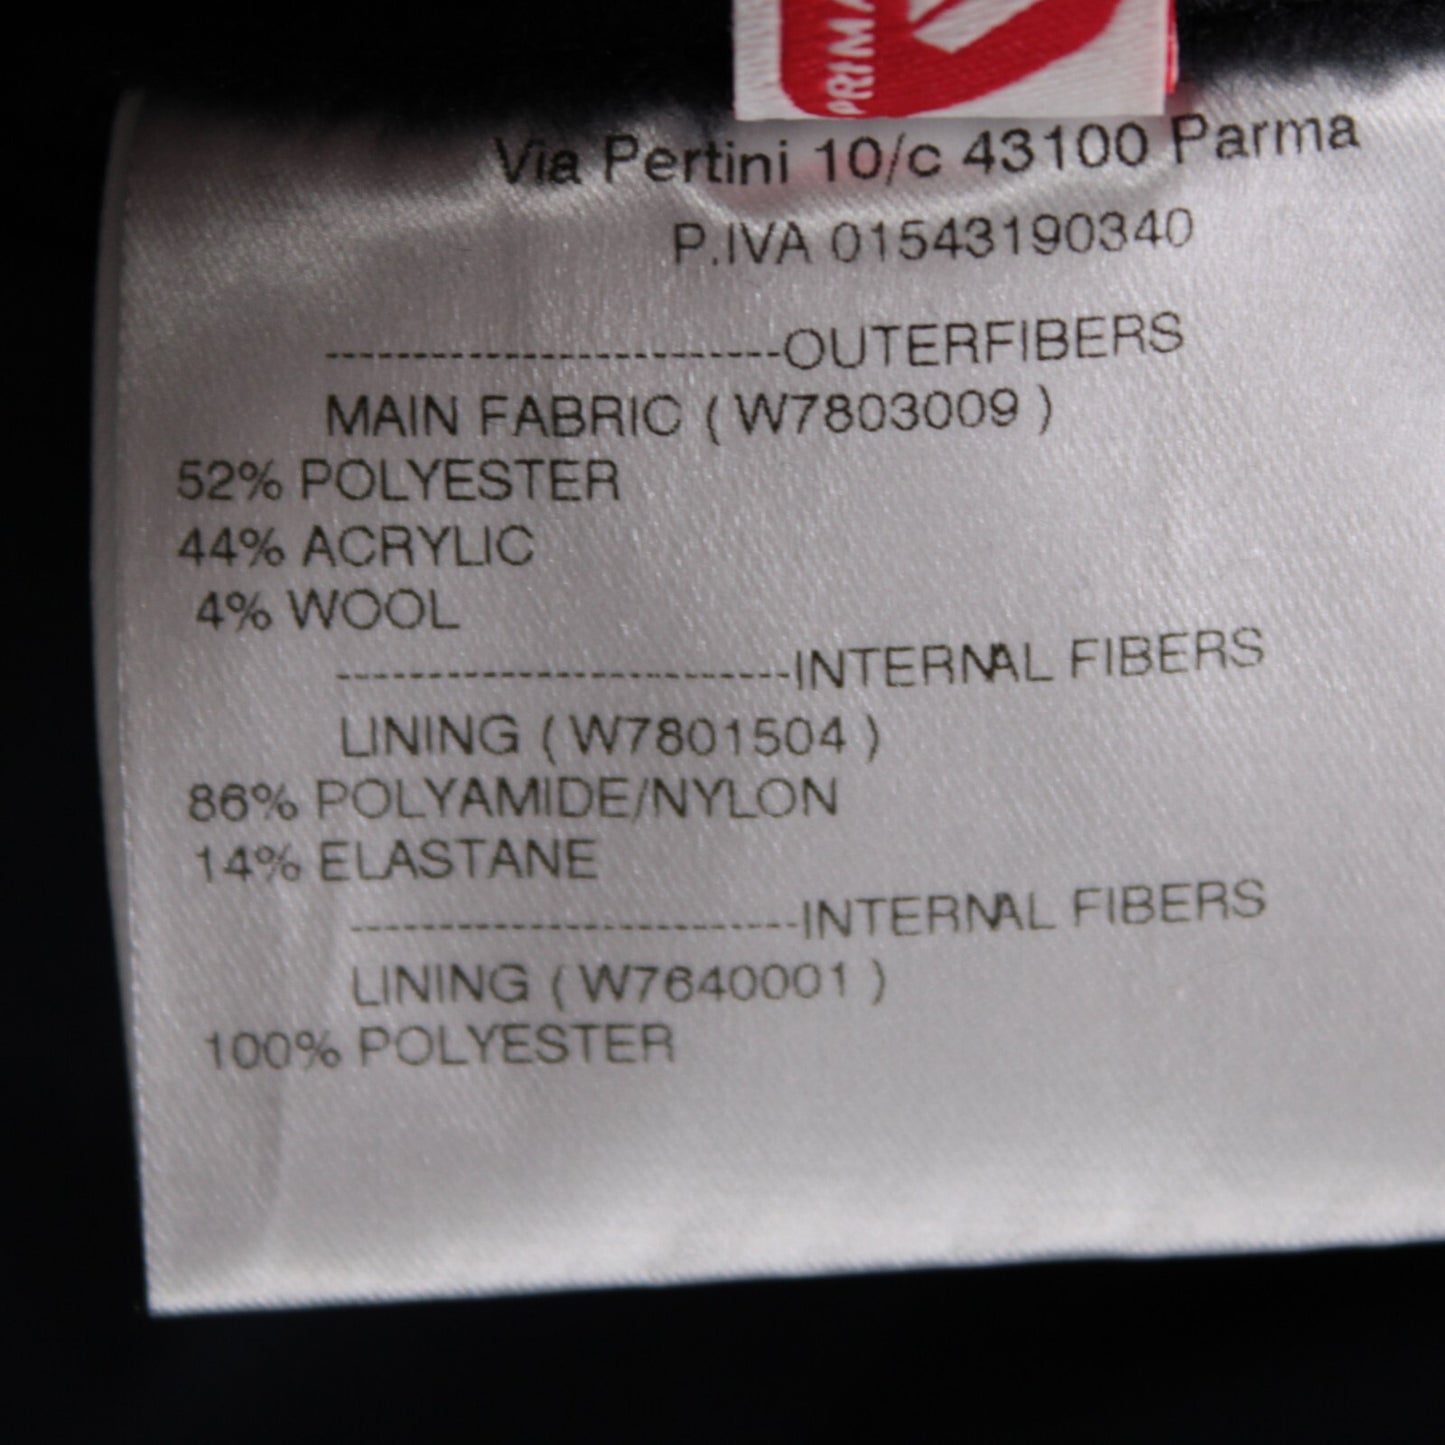 PRIMA
Via Pertini 10/c 43100 Parma
P.IVA 01543190340
-------------------------OUTERFIBERS
MAIN FABRIC ( W7803009 )
52% POLYESTER
44% ACRYLIC
4% WOOL
-------------------------INTERNAL FIBERS
LINING ( W7801504 )
86% POLYAMIDE/NYLON
14% ELASTANE
-------------------------INTERNAL FIBERS
LINING ( W7640001 )
100% POLYESTER